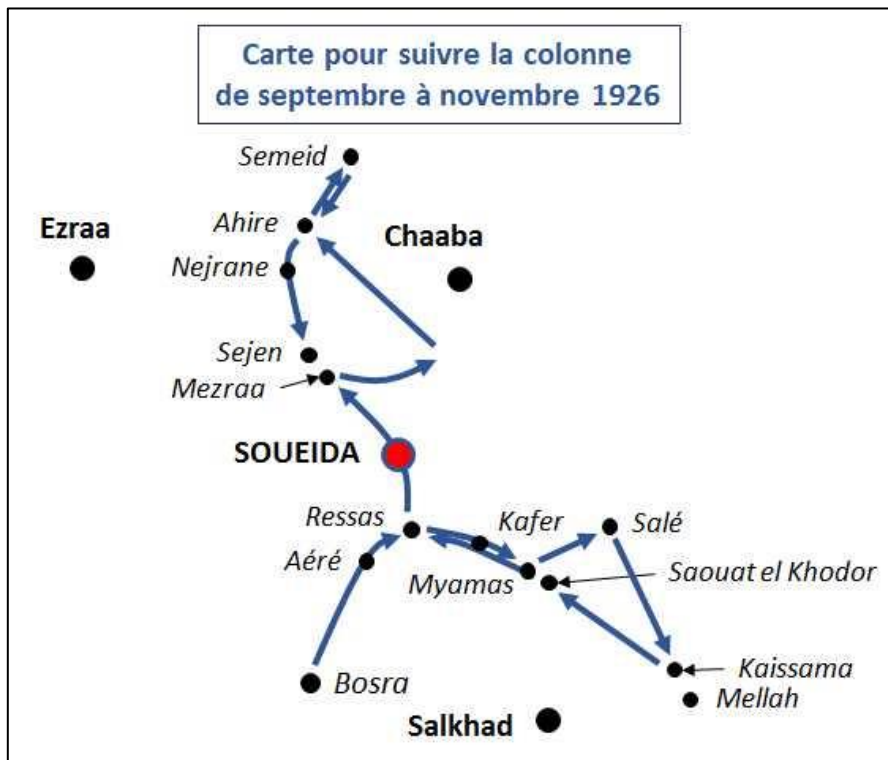 Carte pour suivre la colonne
de septembre à novembre 1926
Semeid
Ezraa
Ahire
Chaaba
Nejrane
Sejen
Mezraa
SOUEIDA
Ressas
Kafer
Salé
Aéré
Myamas
Saouat el Khodor
Bosra
Kaissama
Mellah
Salkhad